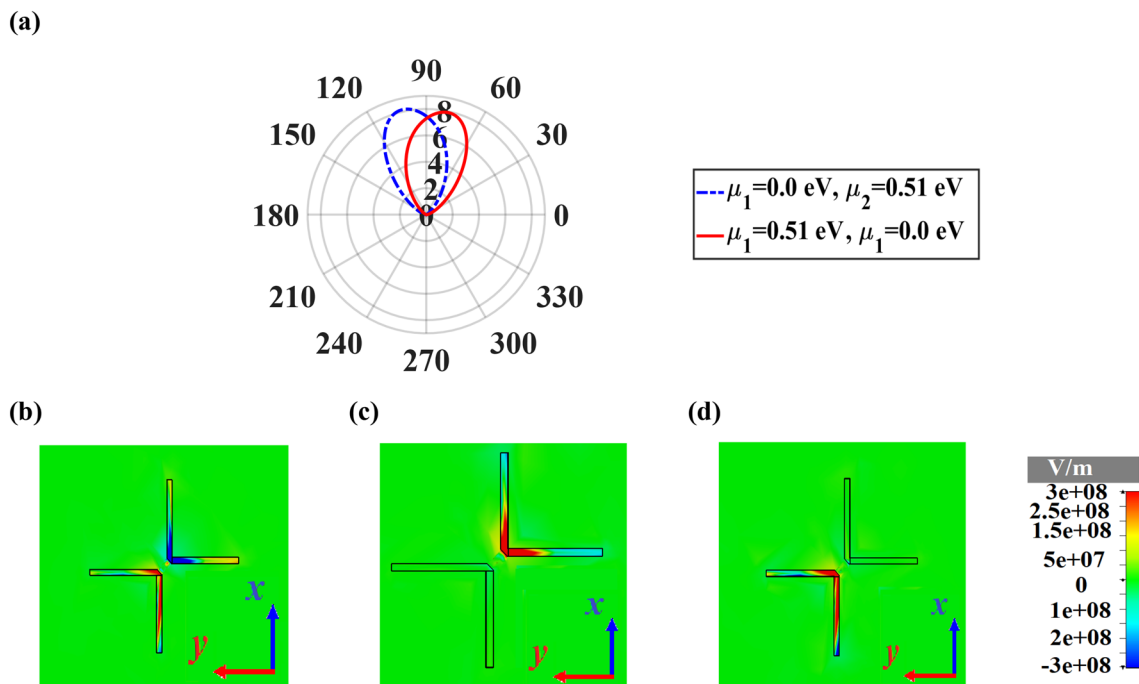 (a)
90
120
60
150
30
8
6
4
2
0
180
0
210
330
240
300
270
μ1=0.0 eV, μ2=0.51 eV
μ1=0.51 eV, μ1=0.0 eV
(b)
(c)
(d)
V/m
3e+08
2.5e+08
1.5e+08
5e+07
0
1e+08
2e+08
-3e+08
x
y
x
y
x
y